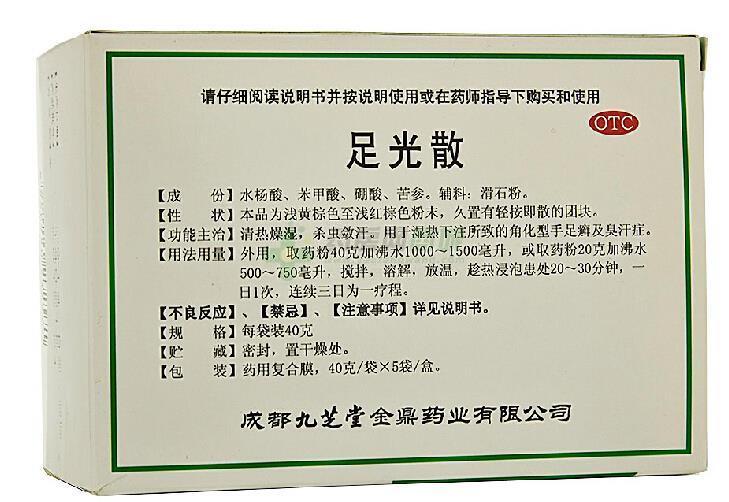 请仔细阅读说明书并按说明使用或在药师指导下购买和使用
OTC
足光散
【成　　份】水杨酸、苯甲酸、硼酸、苦参。辅料：滑石粉。
【性　　状】本品为浅黄棕色至浅红棕色粉末，久置有轻按即散的团块。
【功能主治】清热燥湿，杀虫敛汗。用于湿热下注所致的角化型手足癣及臭汗症。
【用法用量】外用，取药粉40克加沸水1000～1500毫升，或取药粉20克加沸水
500～750毫升，搅拌，溶解，放温，趁热浸泡患处20～30分钟，一
日1次，连续三日为一疗程。
【不良反应】、【禁忌】、【注意事项】详见说明书。
【规　　格】每袋装40克
【贮　　藏】密封，置干燥处。
【包　　装】药用复合膜，40克/袋×5袋/盒。
成都九芝堂金鼎药业有限公司